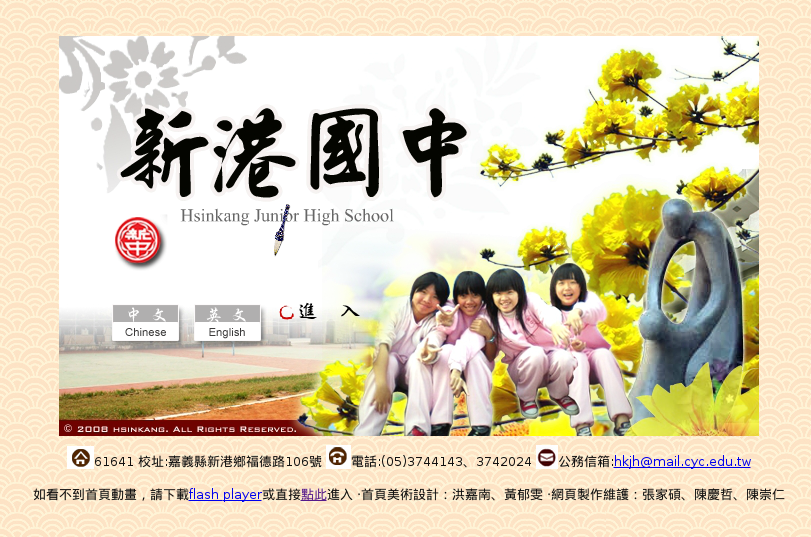 新港國中
Hsinkang Junior High School
新中
中文 英文 進入
Chinese English
© 2008 HSINKANG. ALL RIGHTS RESERVED.
61641 校址:嘉義縣新港鄉福德路106號 電話:(05)3744143、3742024 公務信箱:hkjh@mail.cyc.edu.tw
如看不到首頁動畫，請下載flash player或直接點此進入 ‧首頁美術設計：洪嘉南、黃郁雯 ‧網頁製作維護：張家碩、陳慶哲、陳崇仁